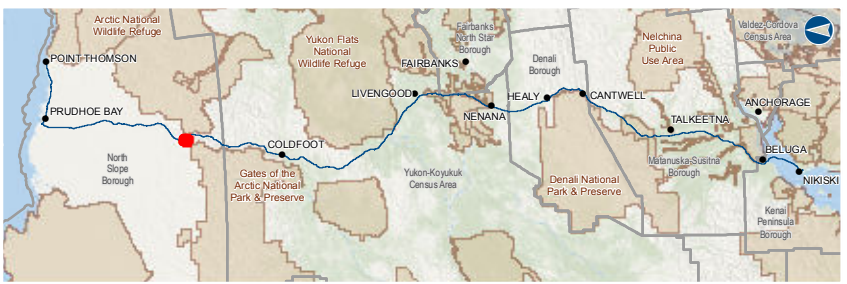 Arctic National
Wildlife Refuge
POINT THOMSON
PRUDHOE BAY
North
Slope
Borough
COLDFOOT
Gates of the
Arctic National
Park & Preserve
Yukon Flats
National
Wildlife Refuge
LIVENGOOD
FAIRBANKS
Fairbanks
North Star
Borough
NENANA
Yukon-Koyukuk
Census Area
Denali
Borough
HEALY
CANTWELL
Denali National
Park & Preserve
Nelchina
Public
Use Area
TALKEETNA
Matanuska-Susitna
Borough
Valdez-Cordova
Census Area
ANCHORAGE
BELUGA
NIKISKI
Kenai
Peninsula
Borough